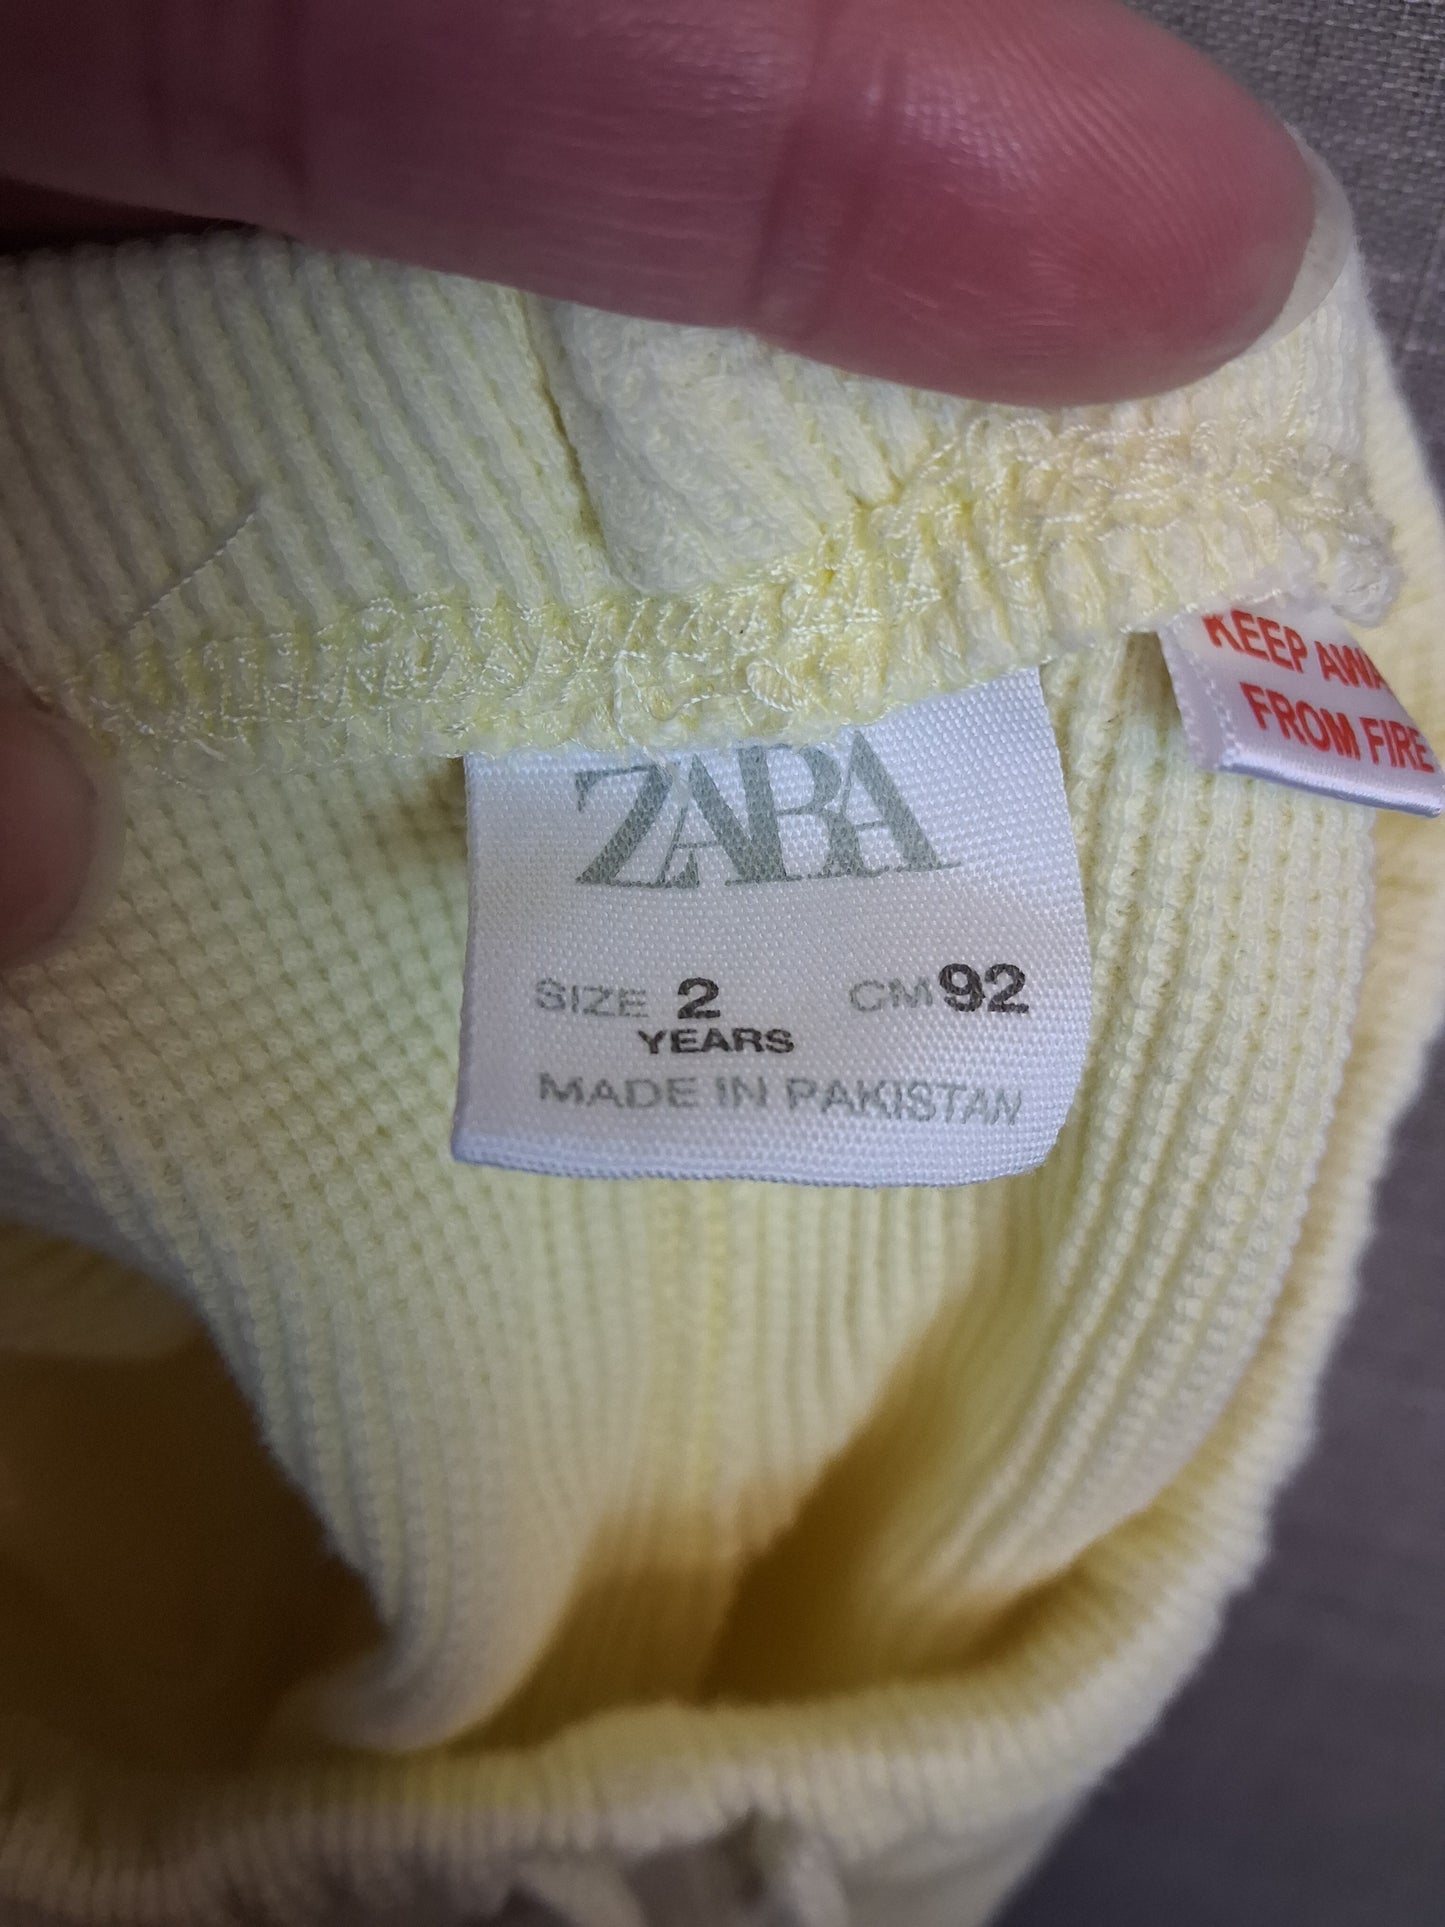 KEEP AWA
FROM FIRE
ZARA
SIZE 2 CM 92
YEARS
MADE IN PAKISTAN